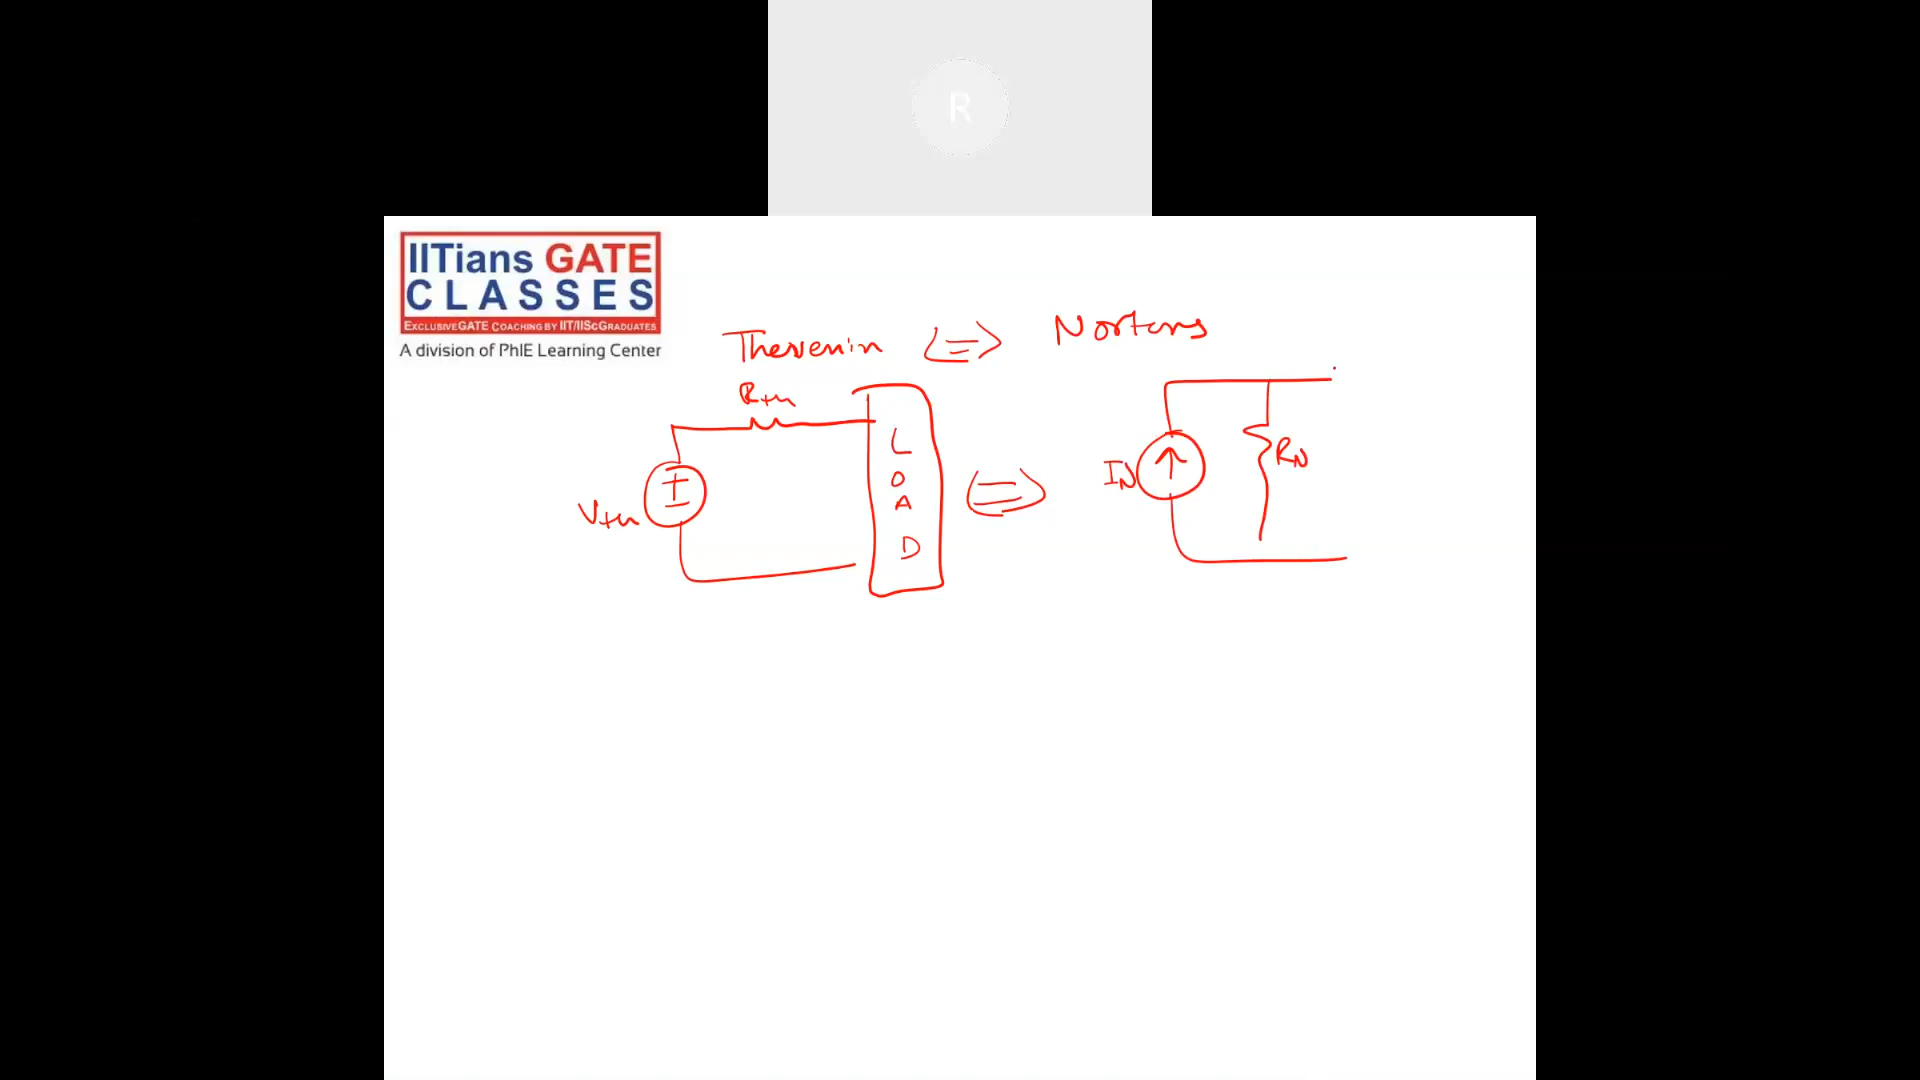 R
IITians GATE
CLASSES
EXCLUSIVE GATE COACHING BY IIT/IISc GRADUATES
A division of PhIE Learning Center
Thevenin ⇔ Nortons
Rth
LOAD
Vth
⇔
IN
RN